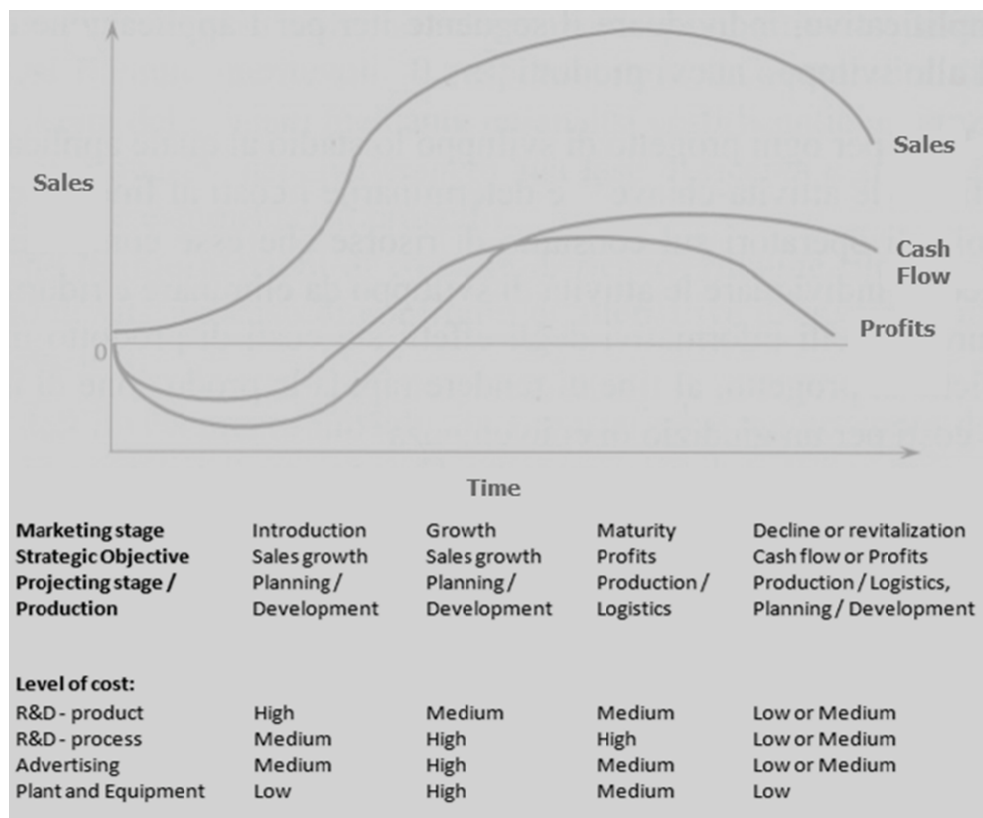 Sales
Sales
Cash
Flow
Profits
0
Time
Marketing stage Introduction Growth Maturity Decline or revitalization
Strategic Objective Sales growth Sales growth Profits Cash flow or Profits
Projecting stage / Planning / Planning / Production / Production / Logistics,
Production Development Development Logistics Planning / Development
Level of cost:
R&D - product High Medium Medium Low or Medium
R&D - process Medium High High Low or Medium
Advertising Medium High Medium Low or Medium
Plant and Equipment Low High Medium Low